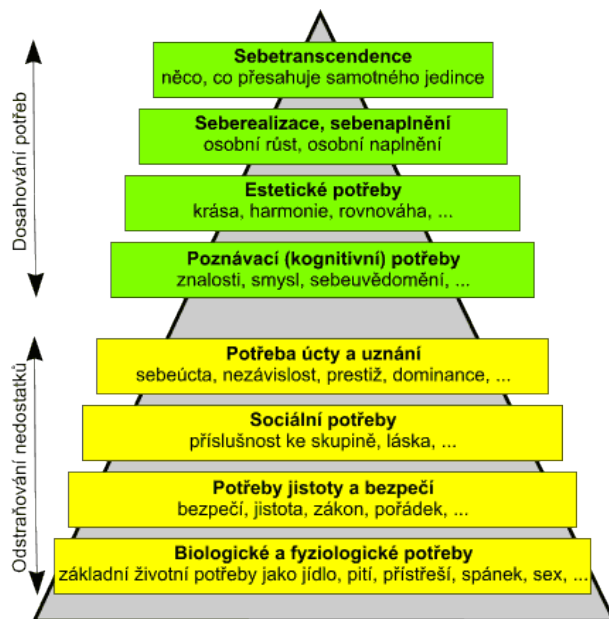 Sebetranscendence
něco, co přesahuje samotného jedince
Seberealizace, sebenaplnění
osobní růst, osobní naplnění
Estetické potřeby
krása, harmonie, rovnováha, ...
Poznávací (kognitivní) potřeby
znalosti, smysl, sebeuvědomění, ...
Dosahování potřeb
Potřeba úcty a uznání
sebeúcta, nezávislost, prestiž, dominance, ...
Sociální potřeby
příslušnost ke skupině, láska, ...
Potřeby jistoty a bezpečí
bezpečí, jistota, zákon, pořádek, ...
Biologické a fyziologické potřeby
základní životní potřeby jako jídlo, pití, přístřeší, spánek, sex, ...
Odstraňování nedostatků